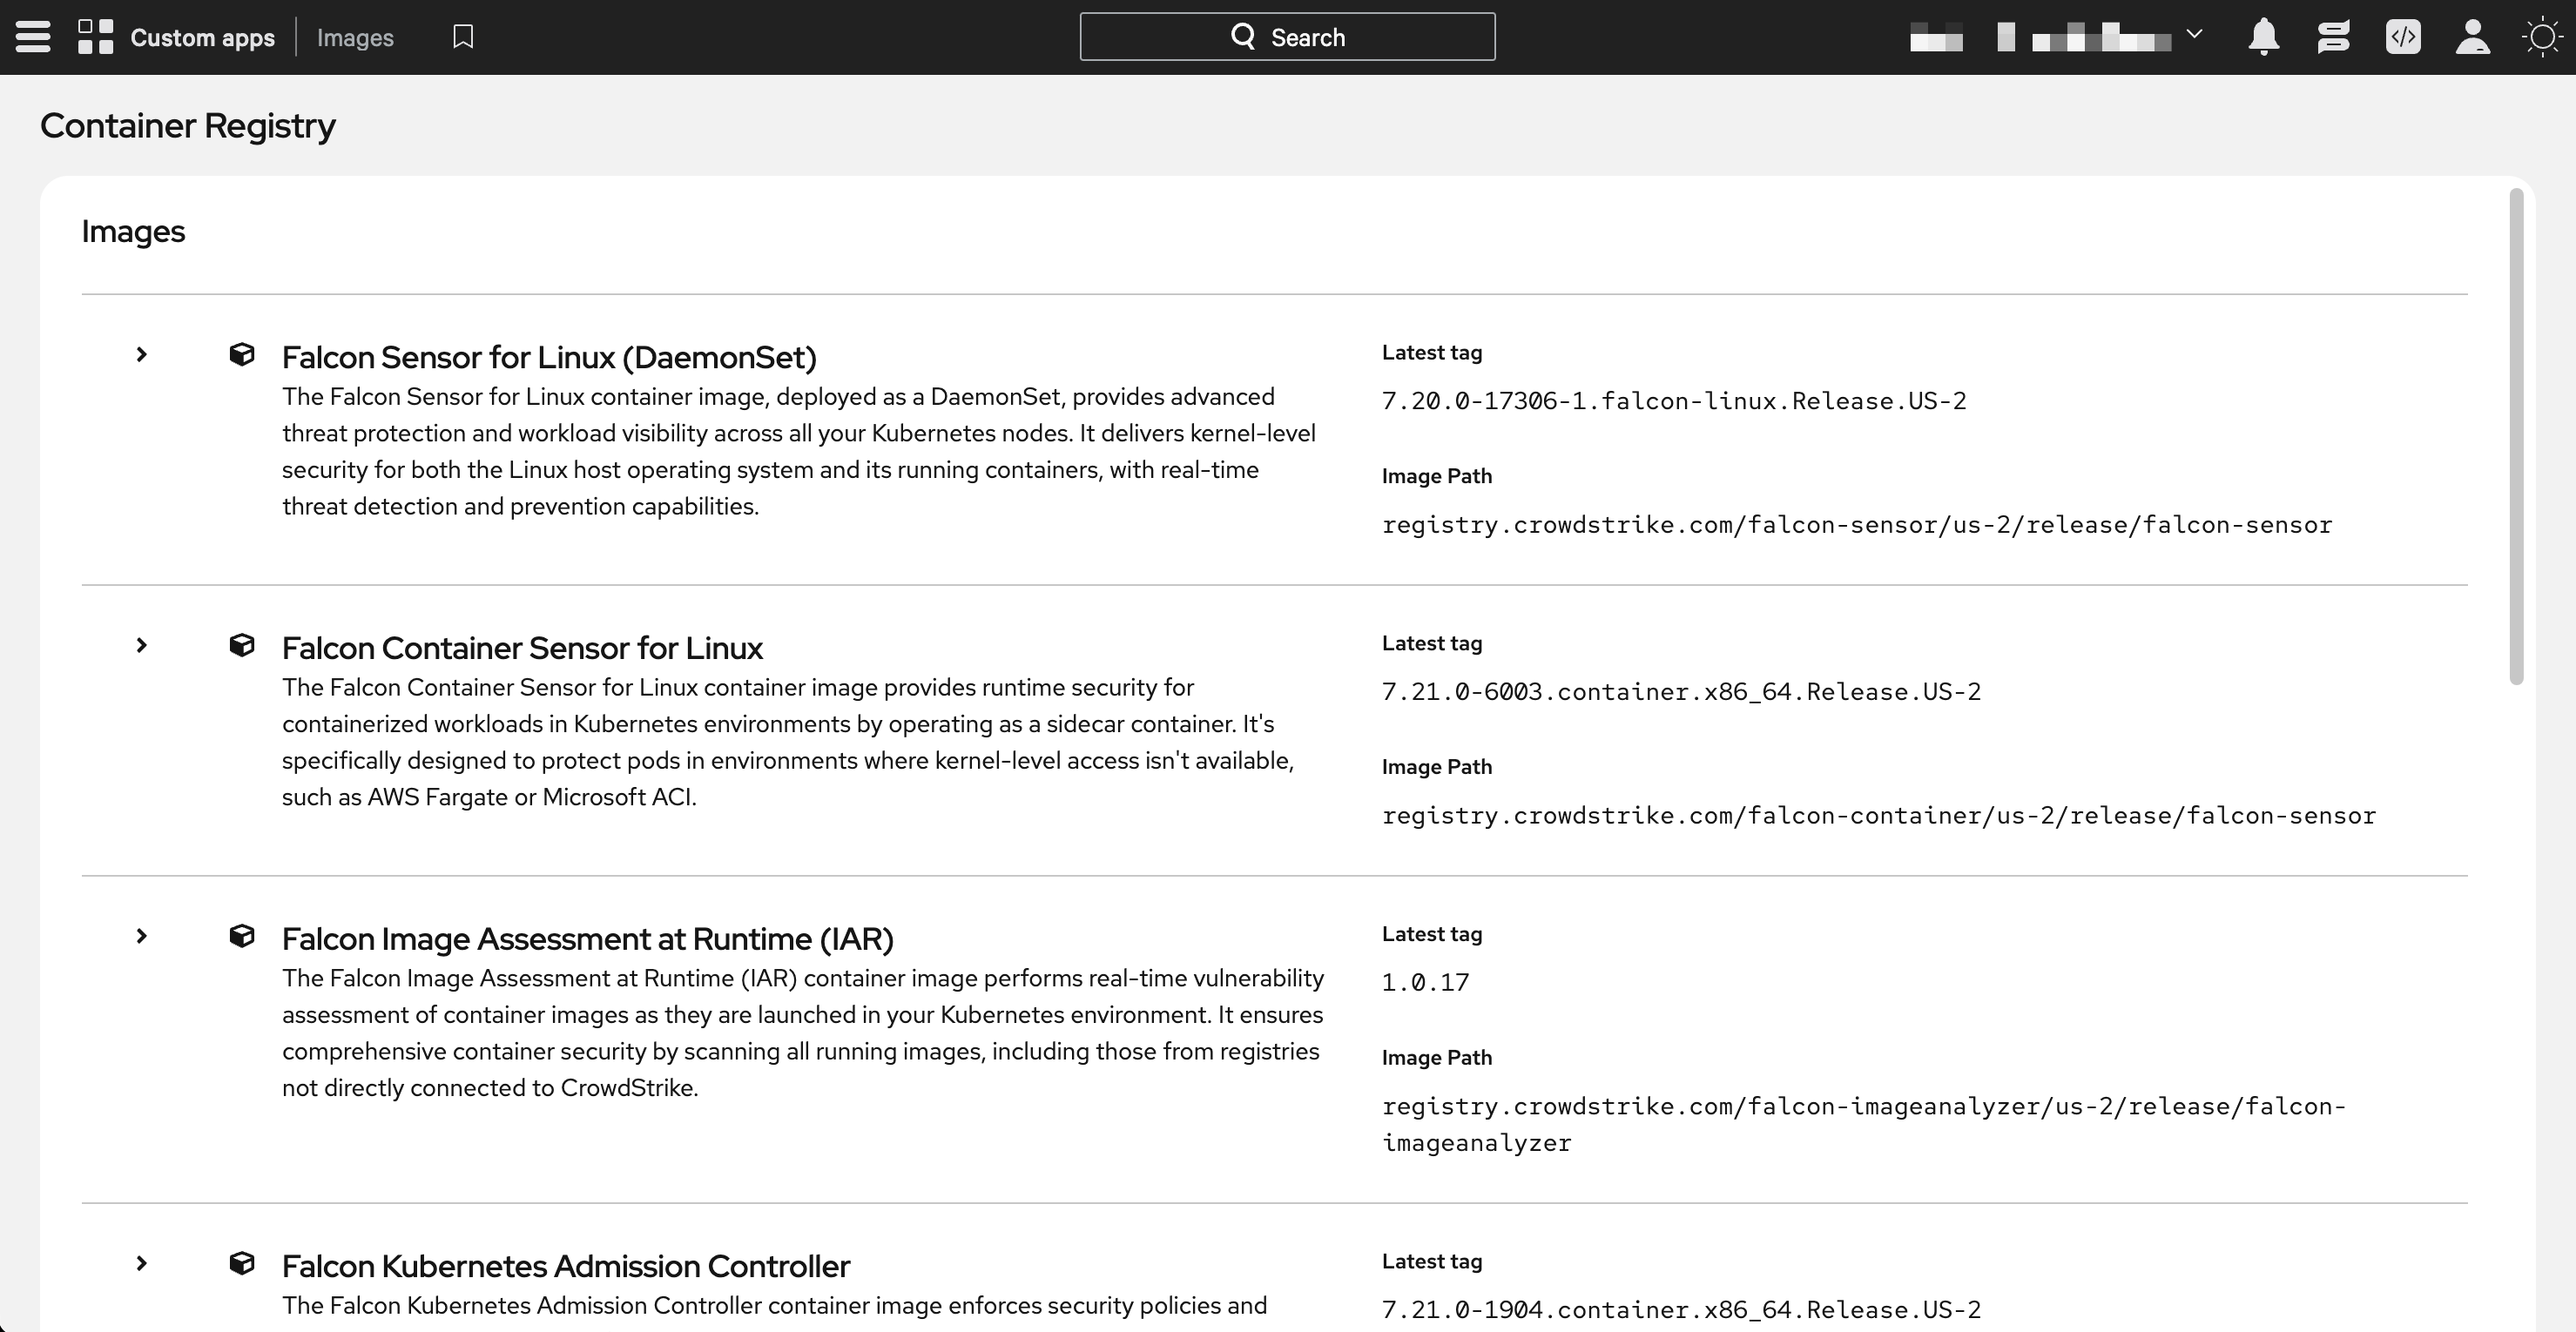 Custom apps
Images
Search
Container Registry
Images
Falcon Sensor for Linux (DaemonSet)
The Falcon Sensor for Linux container image, deployed as a DaemonSet, provides advanced
threat protection and workload visibility across all your Kubernetes nodes. It delivers kernel-level
security for both the Linux host operating system and its running containers, with real-time
threat detection and prevention capabilities.
Latest tag
7.20.0-17306-1.falcon-linux.Release.US-2
Image Path
registry.crowdstrike.com/falcon-sensor/us-2/release/falcon-sensor
Falcon Container Sensor for Linux
The Falcon Container Sensor for Linux container image provides runtime security for
containerized workloads in Kubernetes environments by operating as a sidecar container. It's
specifically designed to protect pods in environments where kernel-level access isn't available,
such as AWS Fargate or Microsoft ACI.
Latest tag
7.21.0-6003.container.x86_64.Release.US-2
Image Path
registry.crowdstrike.com/falcon-container/us-2/release/falcon-sensor
Falcon Image Assessment at Runtime (IAR)
The Falcon Image Assessment at Runtime (IAR) container image performs real-time vulnerability
assessment of container images as they are launched in your Kubernetes environment. It ensures
comprehensive container security by scanning all running images, including those from registries
not directly connected to CrowdStrike.
Latest tag
1.0.17
Image Path
registry.crowdstrike.com/falcon-imageanalyzer/us-2/release/falcon-
imageanalyzer
Falcon Kubernetes Admission Controller
The Falcon Kubernetes Admission Controller container image enforces security policies and
Latest tag
7.21.0-1904.container.x86_64.Release.US-2